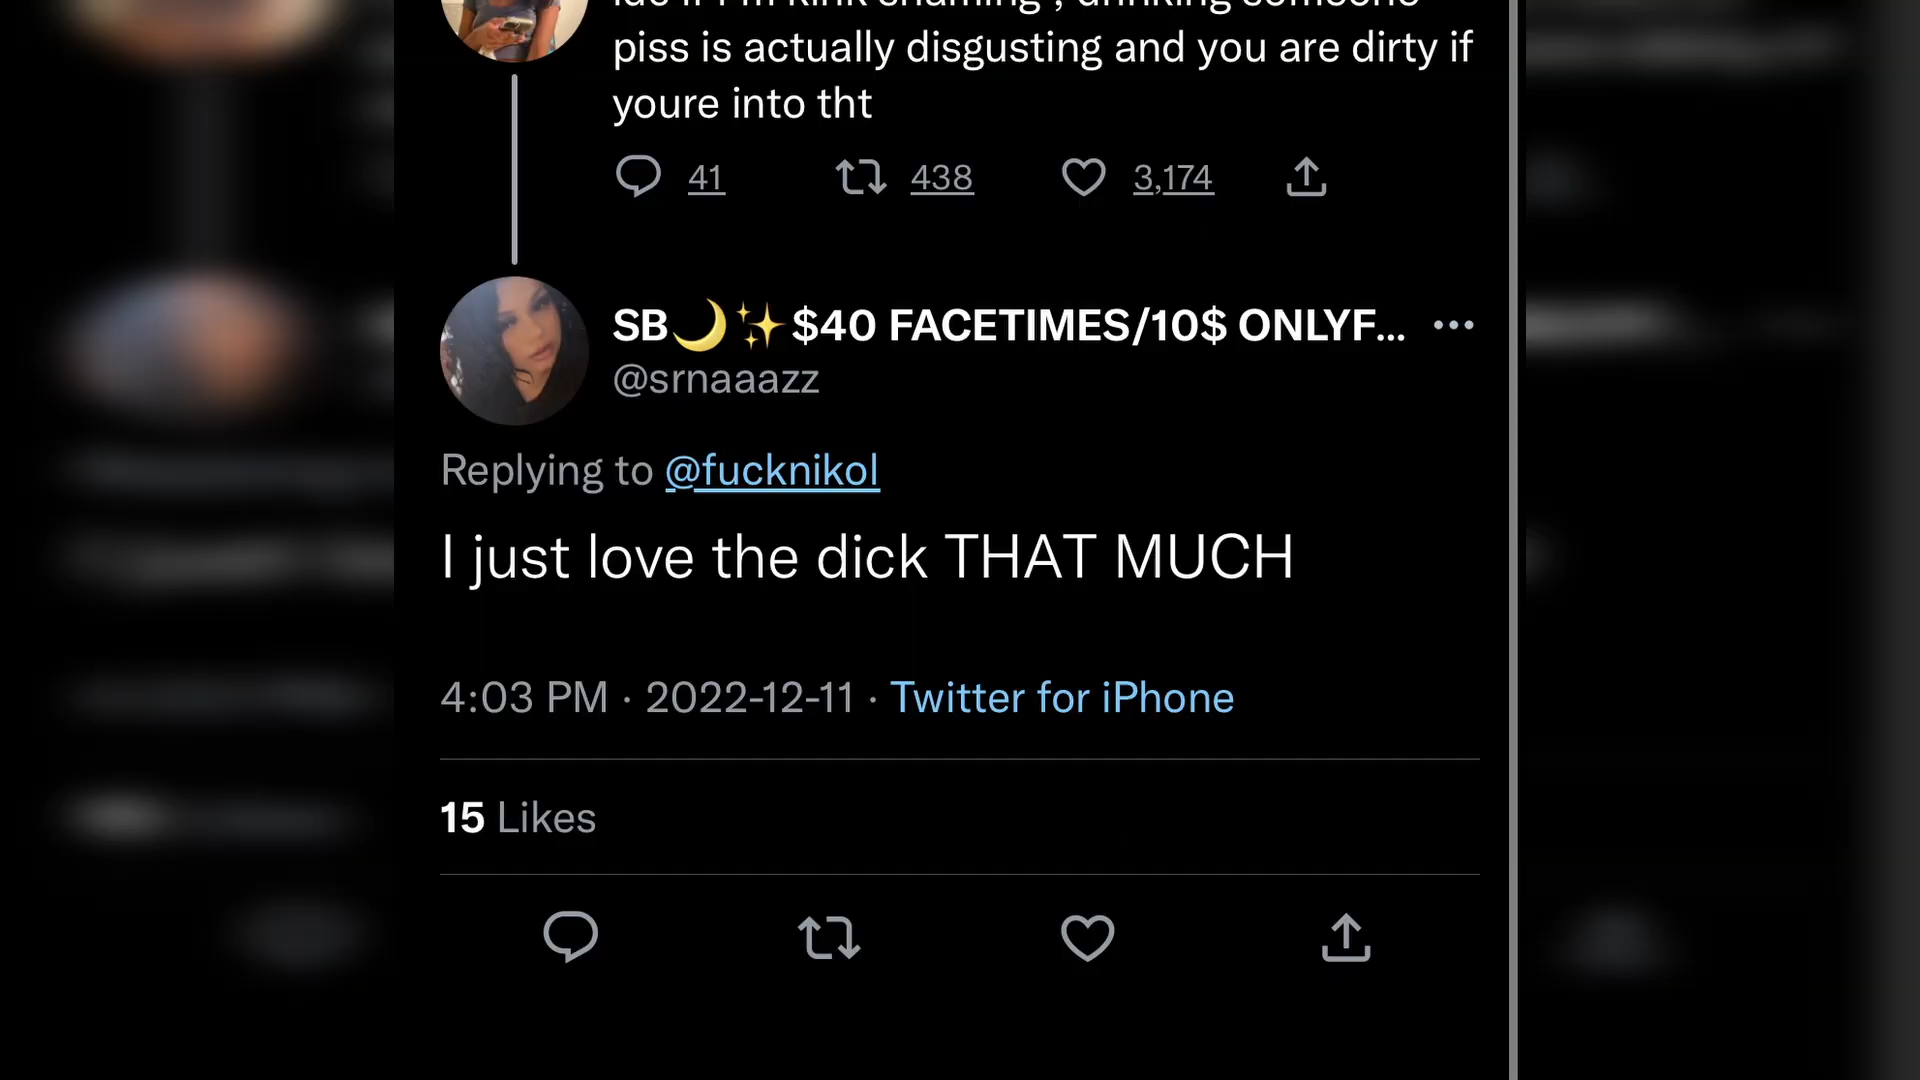 piss is actually disgusting and you are dirty if
youre into tht
41 438 3,174
SB🌙✨$40 FACETIMES/10$ ONLYF...
@srnaaazz
Replying to @fucknikol
I just love the dick THAT MUCH
4:03 PM · 2022-12-11 · Twitter for iPhone
15 Likes